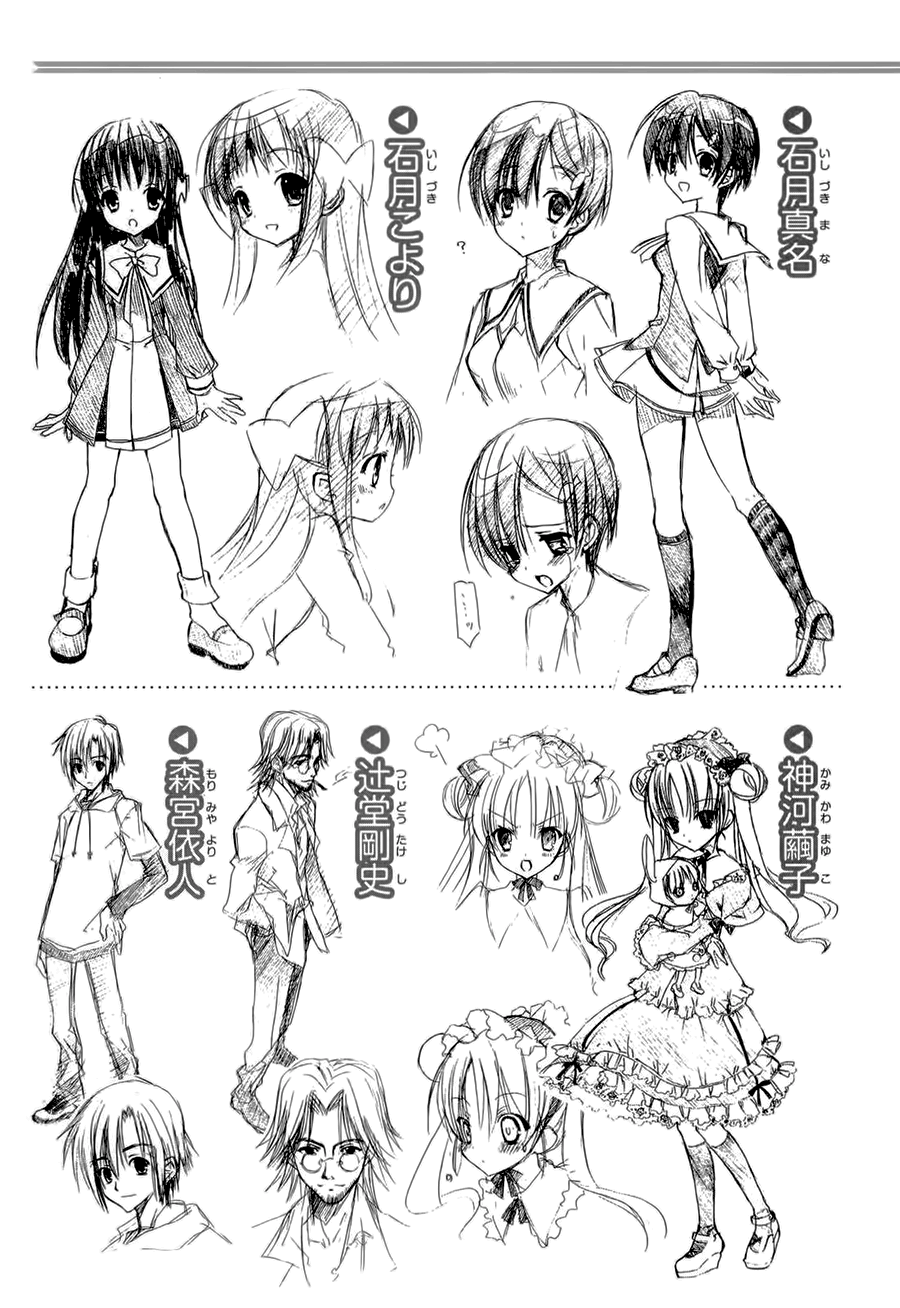 石月真名
いしづきまな
石月こより
いしづき
?
……ッ
神河繭子
かみかわまゆこ
辻堂剛史
つじどうたけし
森宮依人
もりみやよりと